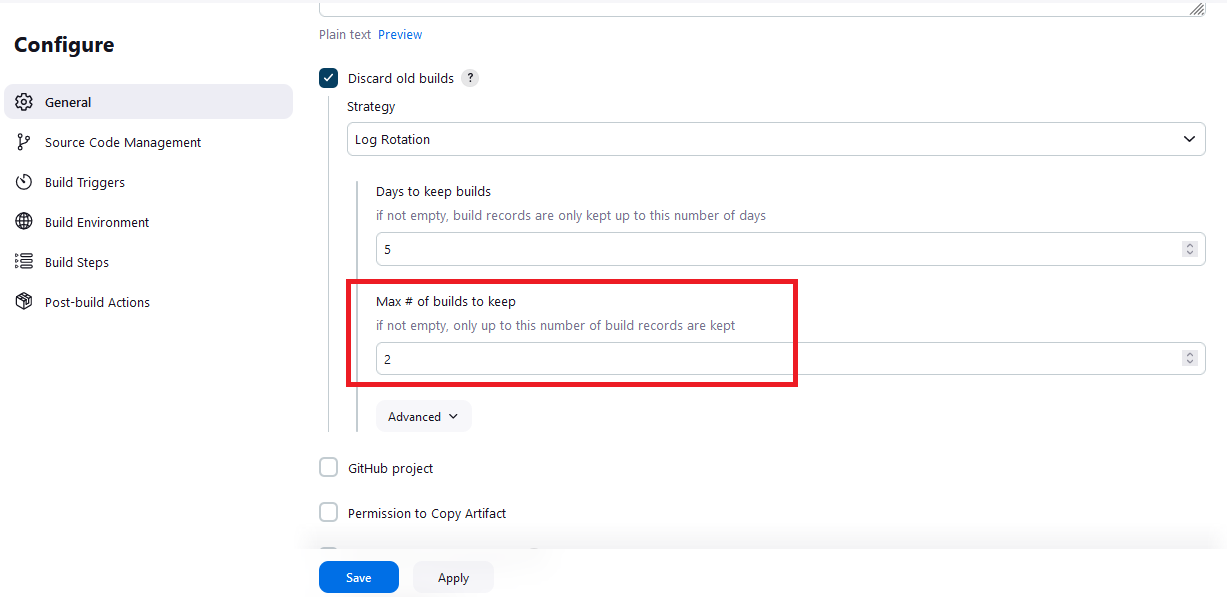 Configure
General
Source Code Management
Build Triggers
Build Environment
Build Steps
Post-build Actions
Plain text Preview
Discard old builds ?
Strategy
Log Rotation
Days to keep builds
if not empty, build records are only kept up to this number of days
5
Max # of builds to keep
if not empty, only up to this number of build records are kept
2
Advanced
GitHub project
Permission to Copy Artifact
Save Apply